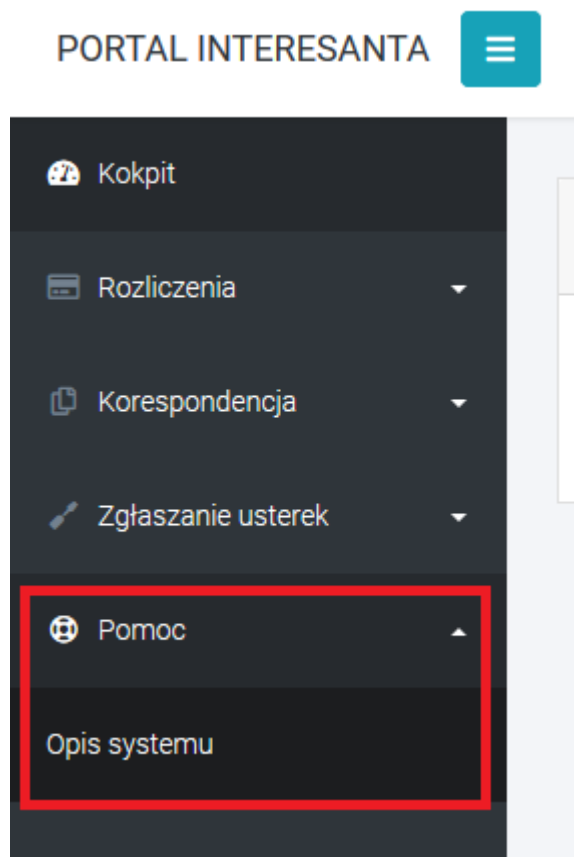 PORTAL INTERESANTA
Kokpit
Rozliczenia
Korespondencja
Zgłaszanie usterek
Pomoc
Opis systemu